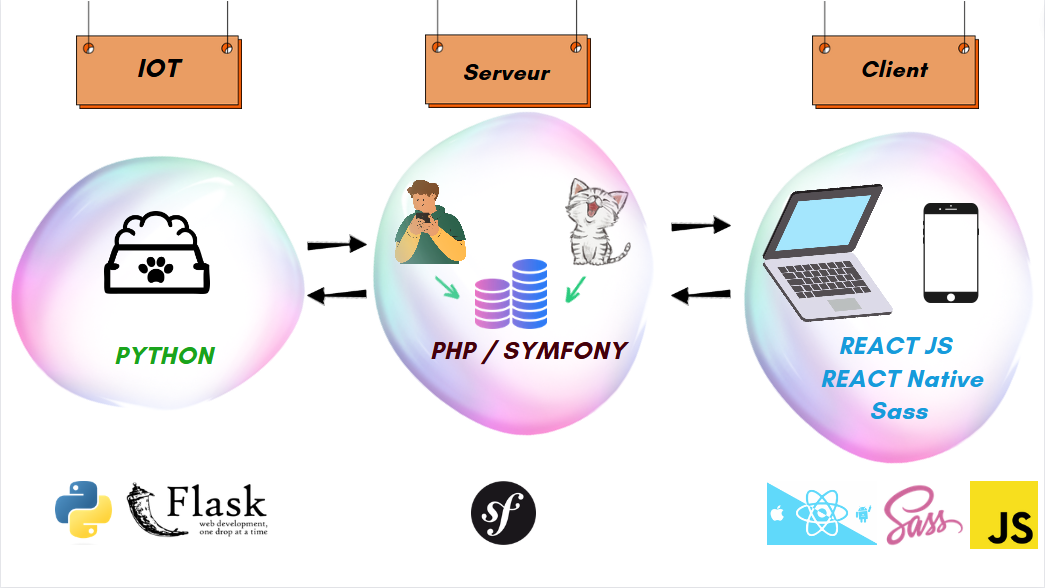 IOT
Serveur
Client
PYTHON
PHP / SYMFONY
REACT JS
REACT Native
Sass
Flask
web development,
one drop at a time
sf
Sass
JS